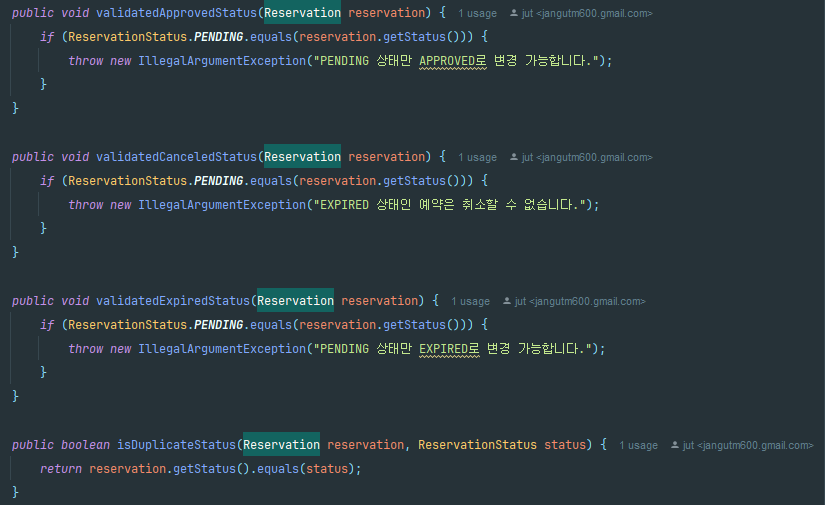 public void validatedApprovedStatus(Reservation reservation) { 1 usage jut <jangutm600.gmail.com>
if (ReservationStatus.PENDING.equals(reservation.getStatus())) {
throw new IllegalArgumentException("PENDING 상태만 APPROVED로 변경 가능합니다.");
}
}
public void validatedCanceledStatus(Reservation reservation) { 1 usage jut <jangutm600.gmail.com>
if (ReservationStatus.PENDING.equals(reservation.getStatus())) {
throw new IllegalArgumentException("EXPIRED 상태인 예약은 취소할 수 없습니다.");
}
}
public void validatedExpiredStatus(Reservation reservation) { 1 usage jut <jangutm600.gmail.com>
if (ReservationStatus.PENDING.equals(reservation.getStatus())) {
throw new IllegalArgumentException("PENDING 상태만 EXPIRED로 변경 가능합니다.");
}
}
public boolean isDuplicateStatus(Reservation reservation, ReservationStatus status) { 1 usage jut <jangutm600.gmail.com>
return reservation.getStatus().equals(status);
}